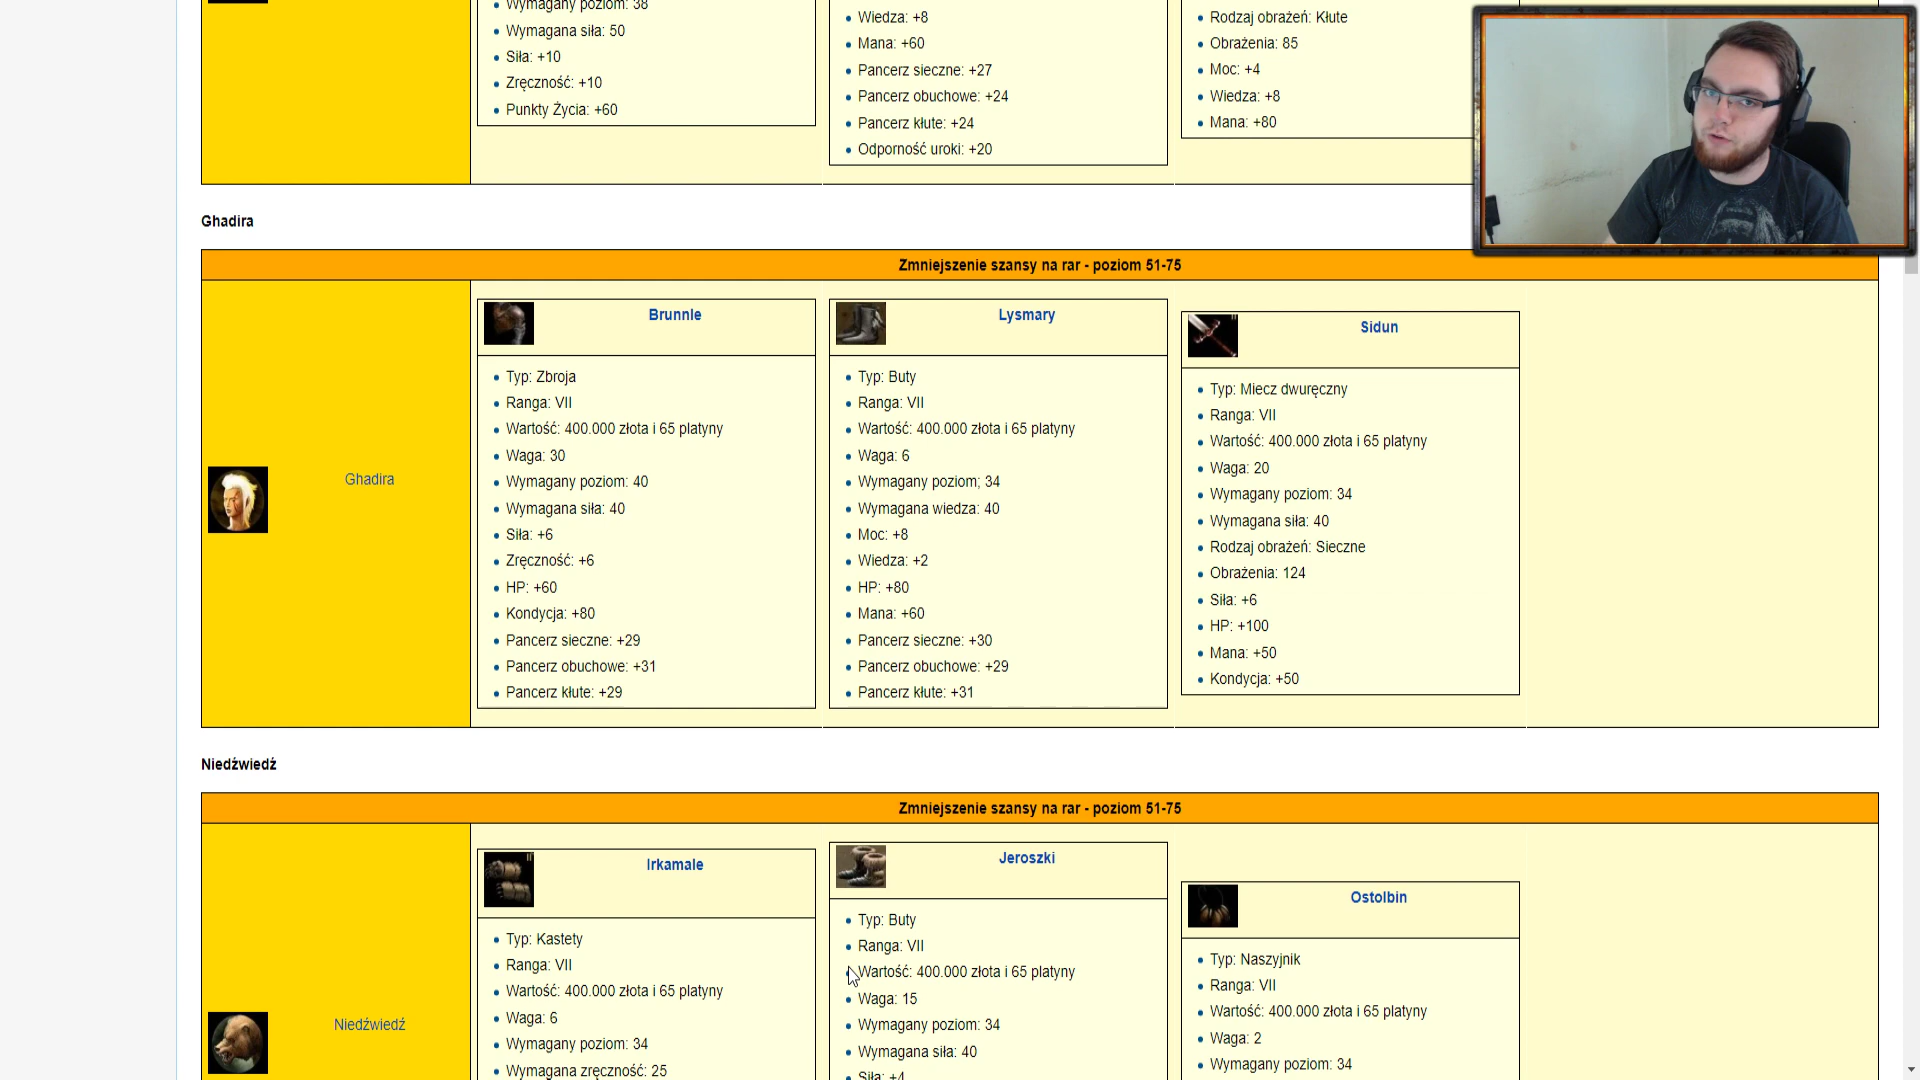 Wymagany poziom: 38
Wymagana siła: 50
Siła: +10
Zręczność: +10
Punkty Życia: +60
Wiedza: +8
Mana: +60
Pancerz sieczne: +27
Pancerz obuchowe: +24
Pancerz kłute: +24
Odporność uroki: +20
Rodzaj obrażeń: Kłute
Obrażenia: 85
Moc: +4
Wiedza: +8
Mana: +80
Ghadira
Zmniejszenie szansy na rar - poziom 51-75
Ghadira
Brunnle
Typ: Zbroja
Ranga: VII
Wartość: 400.000 złota i 65 platyny
Waga: 30
Wymagany poziom: 40
Wymagana siła: 40
Siła: +6
Zręczność: +6
HP: +60
Kondycja: +80
Pancerz sieczne: +29
Pancerz obuchowe: +31
Pancerz kłute: +29
Lysmary
Typ: Buty
Ranga: VII
Wartość: 400.000 złota i 65 platyny
Waga: 6
Wymagany poziom; 34
Wymagana wiedza: 40
Moc: +8
Wiedza: +2
HP: +80
Mana: +60
Pancerz sieczne: +30
Pancerz obuchowe: +29
Pancerz kłute: +31
Sidun
Typ: Miecz dwuręczny
Ranga: VII
Wartość: 400.000 złota i 65 platyny
Waga: 20
Wymagany poziom: 34
Wymagana siła: 40
Rodzaj obrażeń: Sieczne
Obrażenia: 124
Siła: +6
HP: +100
Mana: +50
Kondycja: +50
Niedźwiedź
Zmniejszenie szansy na rar - poziom 51-75
Niedźwiedź
Irkamale
Typ: Kastety
Ranga: VII
Wartość: 400.000 złota i 65 platyny
Waga: 6
Wymagany poziom: 34
Wymagana zręczność: 25
Jeroszki
Typ: Buty
Ranga: VII
Wartość: 400.000 złota i 65 platyny
Waga: 15
Wymagany poziom: 34
Wymagana siła: 40
Siła: +4
Ostolbin
Typ: Naszyjnik
Ranga: VII
Wartość: 400.000 złota i 65 platyny
Waga: 2
Wymagany poziom: 34